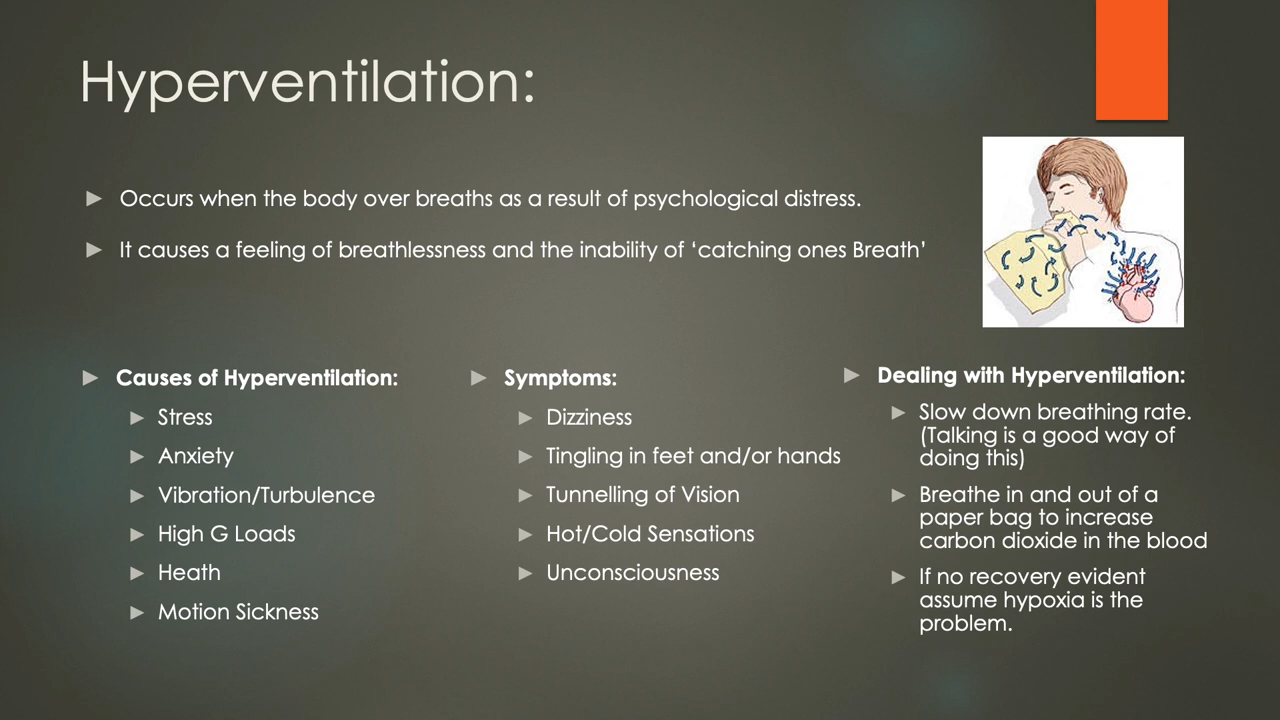 Hyperventilation:
Occurs when the body over breaths as a result of psychological distress.
It causes a feeling of breathlessness and the inability of ‘catching ones Breath’
Causes of Hyperventilation:
Stress
Anxiety
Vibration/Turbulence
High G Loads
Heath
Motion Sickness
Symptoms:
Dizziness
Tingling in feet and/or hands
Tunnelling of Vision
Hot/Cold Sensations
Unconsciousness
Dealing with Hyperventilation:
Slow down breathing rate.
(Talking is a good way of
doing this)
Breathe in and out of a
paper bag to increase
carbon dioxide in the blood
If no recovery evident
assume hypoxia is the
problem.